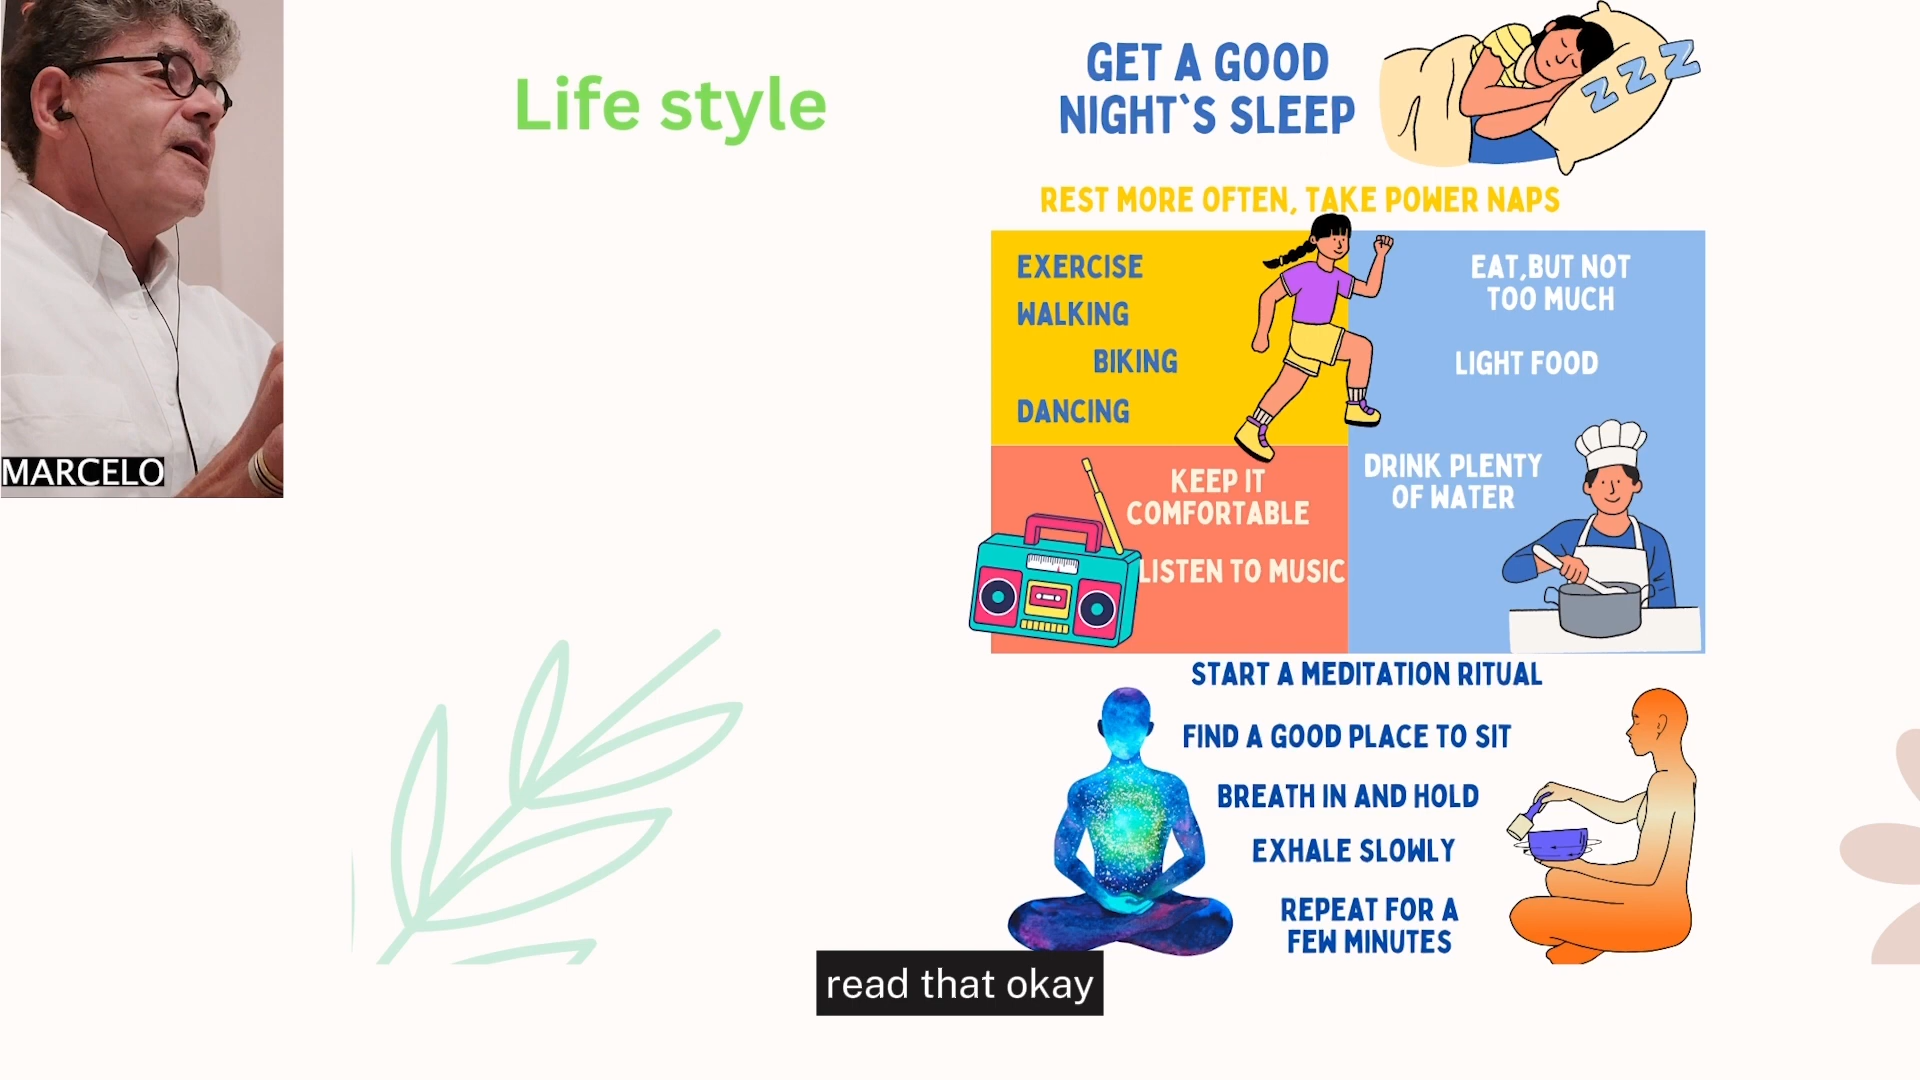 MARCELO
Life style
GET A GOOD
NIGHT`S SLEEP
Z Z Z
REST MORE OFTEN, TAKE POWER NAPS
EXERCISE
WALKING
BIKING
DANCING
EAT,BUT NOT
TOO MUCH
LIGHT FOOD
DRINK PLENTY
OF WATER
KEEP IT
COMFORTABLE
LISTEN TO MUSIC
START A MEDITATION RITUAL
FIND A GOOD PLACE TO SIT
BREATH IN AND HOLD
EXHALE SLOWLY
REPEAT FOR A
FEW MINUTES
read that okay